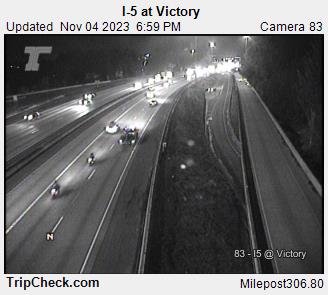 I-5 at Victory
Updated Nov 04 2023 6:59 PM Camera 83
N
83 - I5 @ Victory
TripCheck.com Milepost306.80